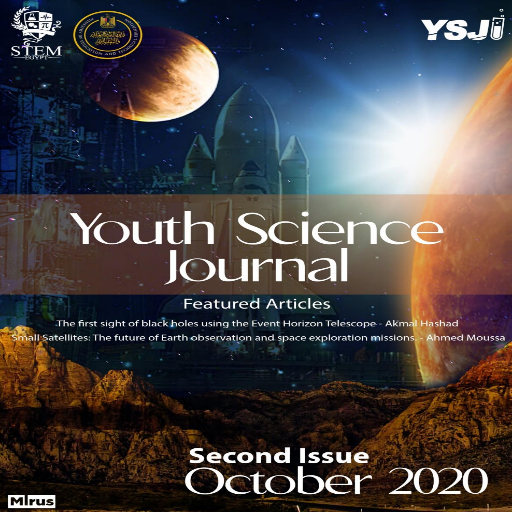 STEM
EGYPT
YSJ
Youth Science
Journal
Featured Articles
The first sight of black holes using the Event Horizon Telescope - Akmal Hashad
Small Satellites: The future of Earth observation and space exploration missions. - Ahmed Moussa
Second Issue
October 2020
Mirus